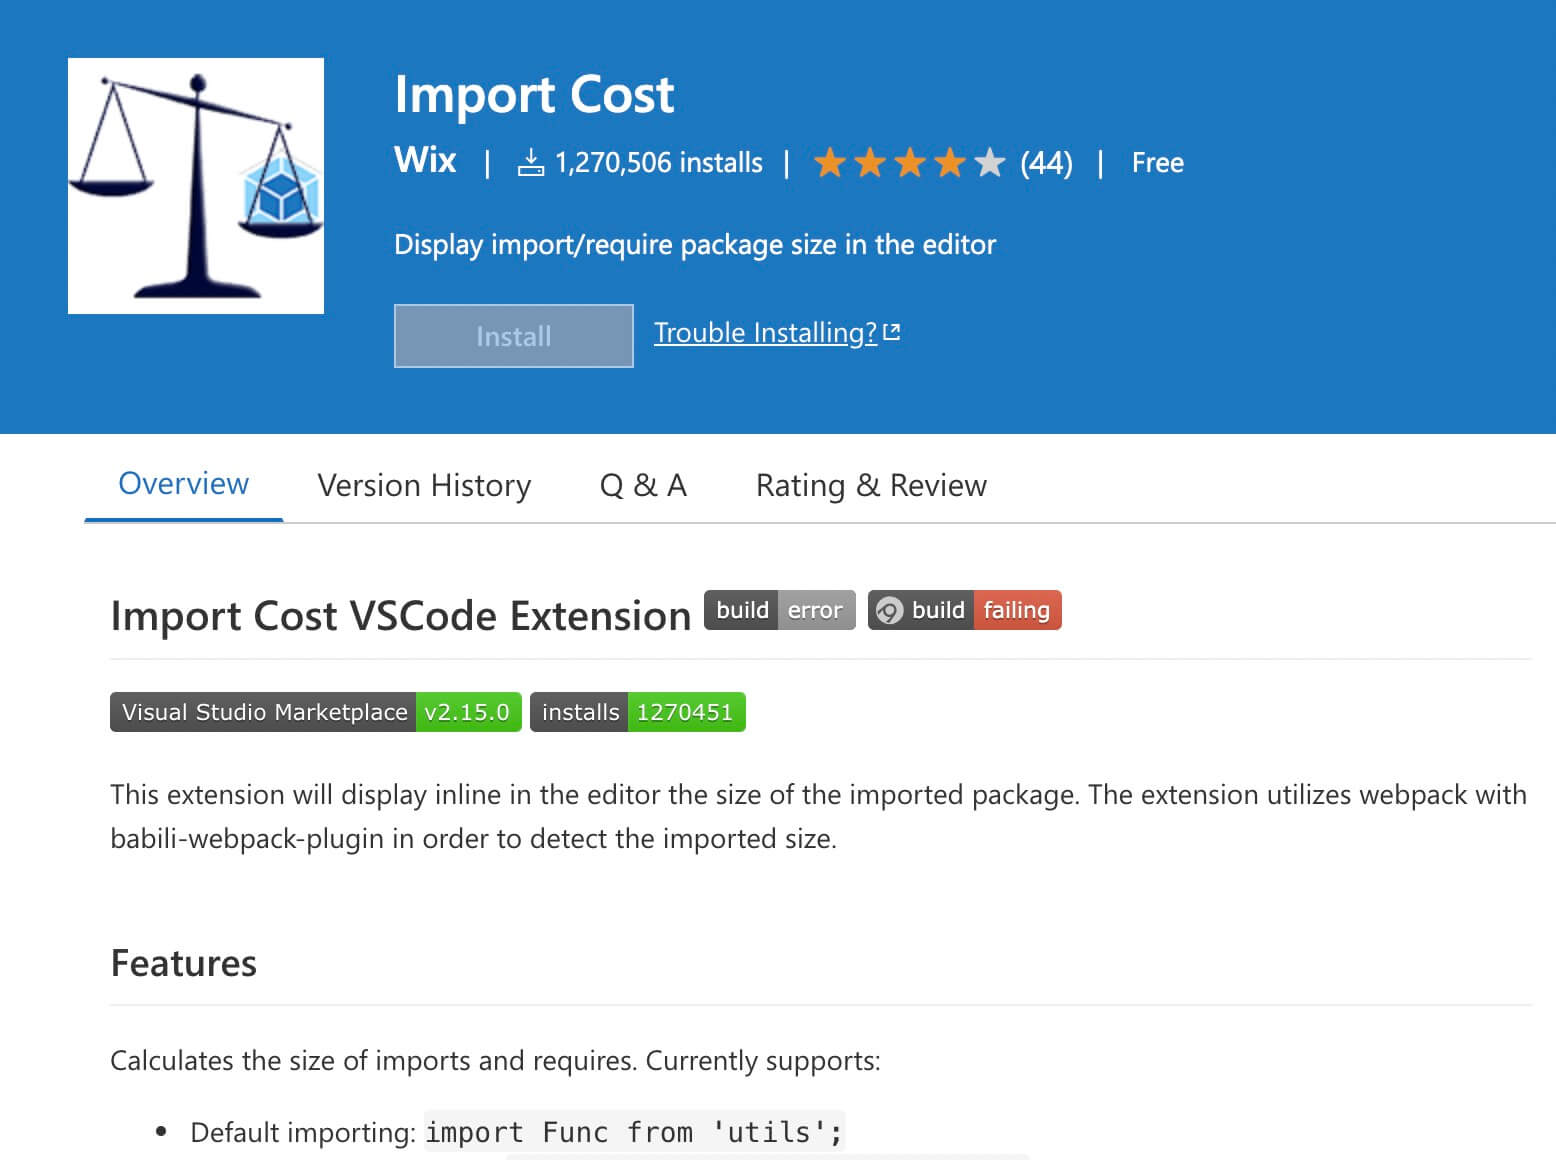 Import Cost
Wix | 1,270,506 installs | (44) | Free
Display import/require package size in the editor
Install Trouble Installing?
Overview Version History Q & A Rating & Review
Import Cost VSCode Extension build error build failing
Visual Studio Marketplace v2.15.0 installs 1270451
This extension will display inline in the editor the size of the imported package. The extension utilizes webpack with
babili-webpack-plugin in order to detect the imported size.
Features
Calculates the size of imports and requires. Currently supports:
• Default importing: import Func from 'utils';